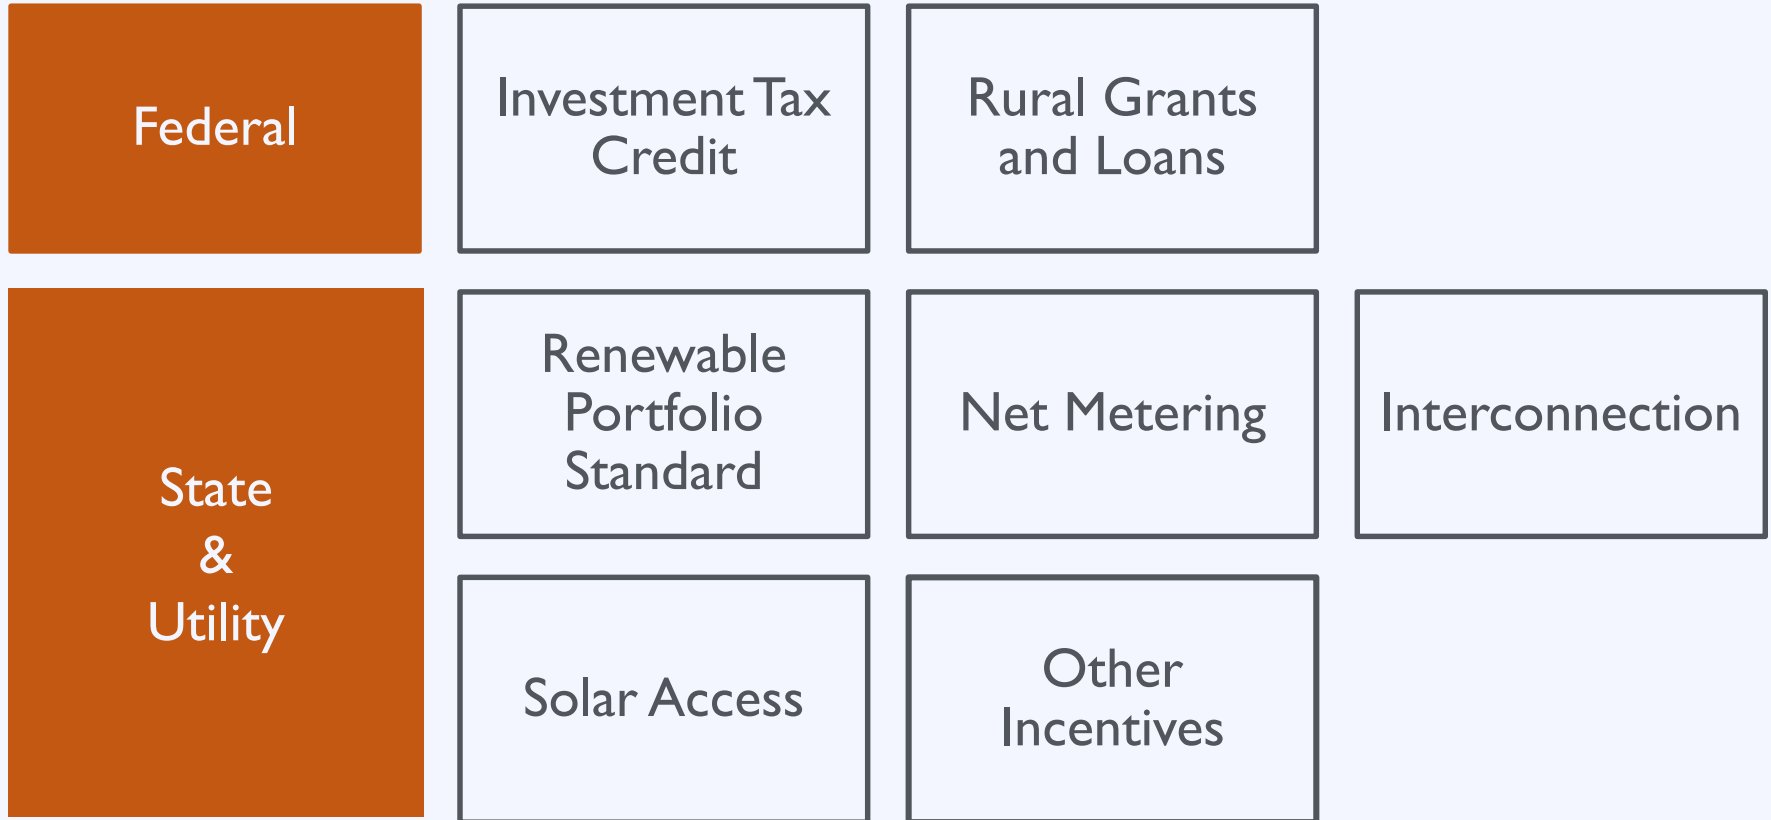 Federal
Investment Tax
Credit
Rural Grants
and Loans
State
&
Utility
Renewable
Portfolio
Standard
Net Metering
Interconnection
Solar Access
Other
Incentives